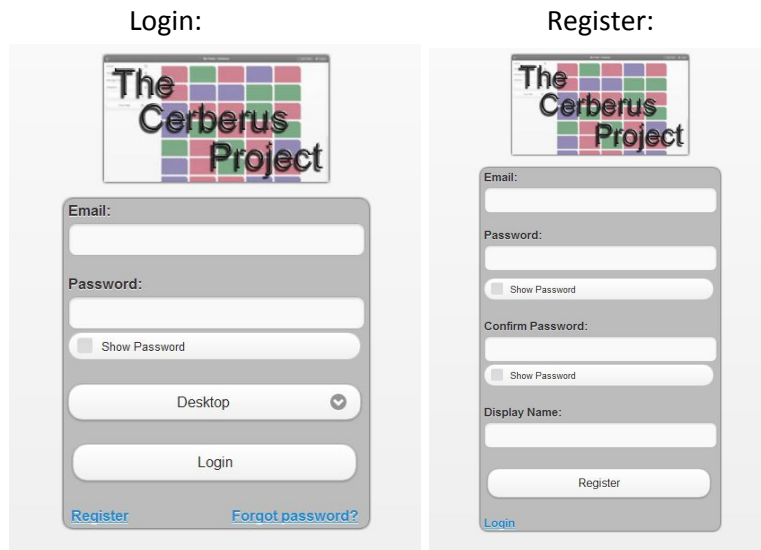 Login:
The
Cerberus
Project
Email:
Password:
Show Password
Desktop
Login
Register Forgot password?
Register:
The
Cerberus
Project
Email:
Password:
Show Password
Confirm Password:
Show Password
Display Name:
Register
Login